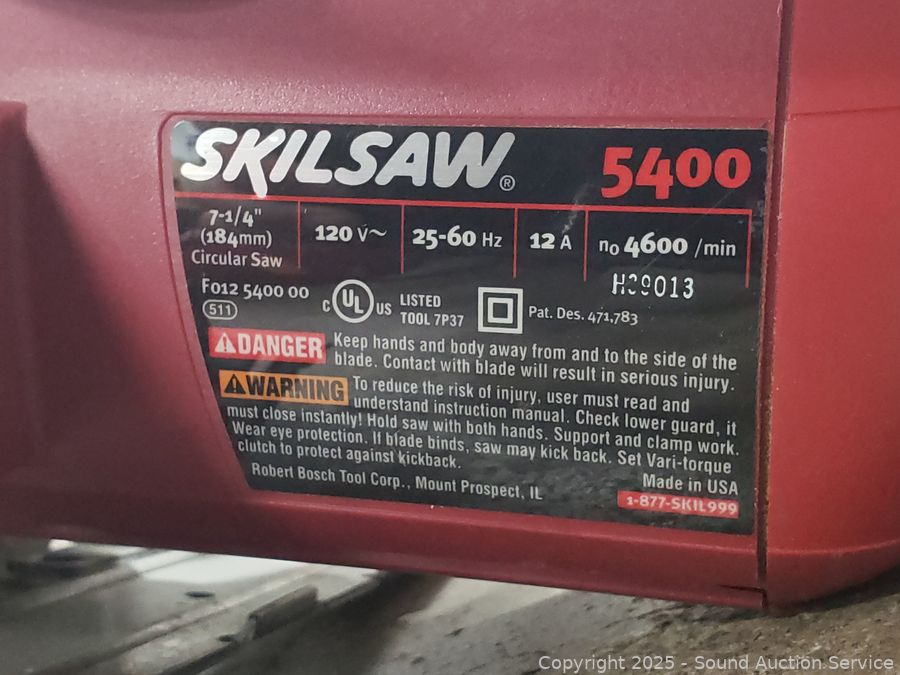 SKILSAW®
5400
7-1/4"
(184mm)
Circular Saw
120 V~
25-60 Hz
12 A
n₀ 4600 /min
H39013
F012 5400 00
511
C UL US
LISTED
TOOL 7P37
Pat. Des. 471,783
DANGER
Keep hands and body away from and to the side of the
blade. Contact with blade will result in serious injury.
WARNING
To reduce the risk of injury, user must read and
understand instruction manual. Check lower guard, it
must close instantly! Hold saw with both hands. Support and clamp work.
Wear eye protection. If blade binds, saw may kick back. Set Vari-torque
clutch to protect against kickback.
Made in USA
Robert Bosch Tool Corp., Mount Prospect, IL
1-877-SKIL999
Copyright © 2025 - Sound Auction Service